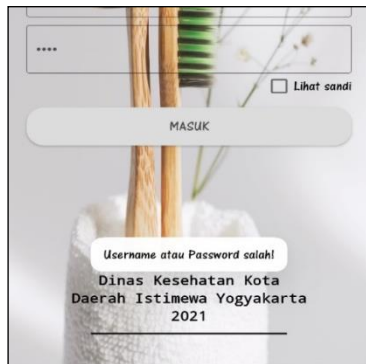 ••••
Lihat sandi
MASUK
Username atau Password salah!
Dinas Kesehatan Kota
Daerah Istimewa Yogyakarta
2021